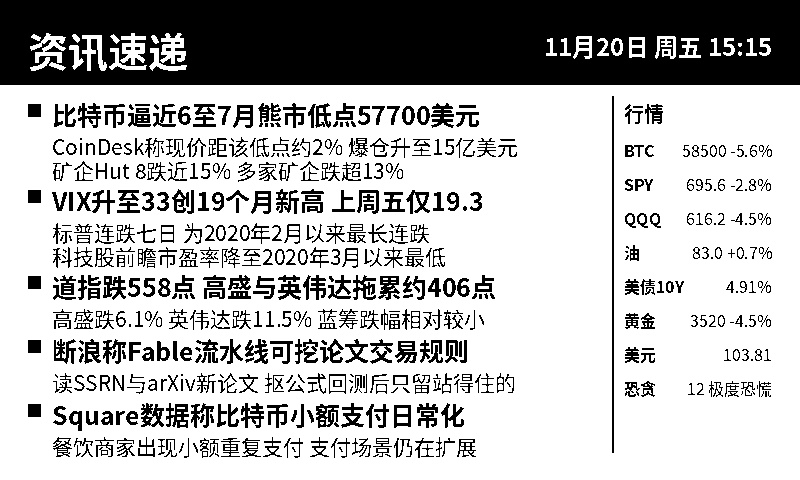 资讯速递
11月20日 周五 15:15
比特币逼近6至7月熊市低点57700美元
CoinDesk称现价距该低点约2% 爆仓升至15亿美元
矿企Hut 8跌近15% 多家矿企跌超13%
VIX升至33创19个月新高 上周五仅19.3
标普连跌七日 为2020年2月以来最长连跌
科技股前瞻市盈率降至2020年3月以来最低
道指跌558点 高盛与英伟达拖累约406点
高盛跌6.1% 英伟达跌11.5% 蓝筹跌幅相对较小
断浪称Fable流水线可挖论文交易规则
读SSRN与arXiv新论文 抠公式回测后只留站得住的
Square数据称比特币小额支付日常化
餐饮商家出现小额重复支付 支付场景仍在扩展
行情
BTC 58500 -5.6%
SPY 695.6 -2.8%
QQQ 616.2 -4.5%
油 83.0 +0.7%
美债10Y 4.91%
黄金 3520 -4.5%
美元 103.81
恐贪 12 极度恐慌